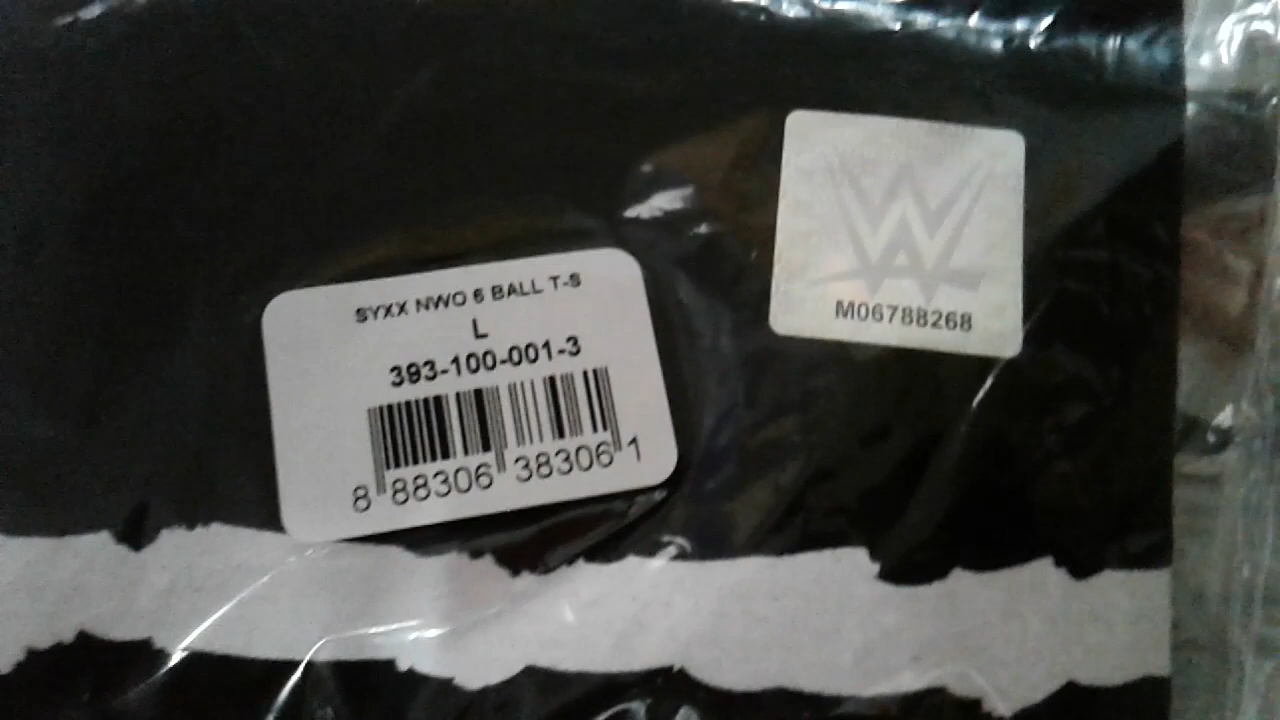 SYXX NWO 6 BALL T-S
L
393-100-001-3
8 88306 38306 1
W
M06788268